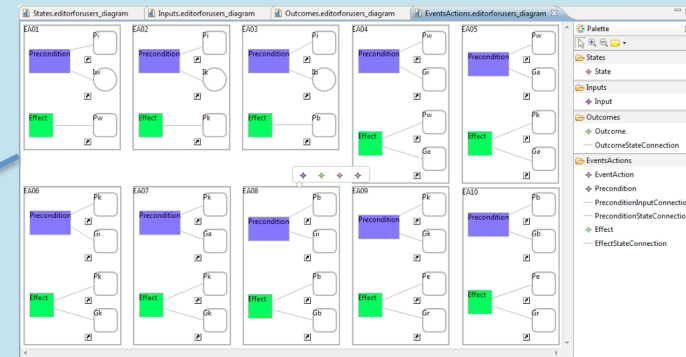 States.editorforusers_diagram
Inputs.editorforusers_diagram
Outcomes.editorforusers_diagram
EventsActions.editorforusers_diagram
EA01
Pi
Precondition
Iw
Effect
Pw
EA02
Pi
Precondition
Ik
Effect
Pk
EA03
Pi
Precondition
Ib
Effect
Pb
EA04
Pw
Precondition
Gi
Pw
Effect
Ga
EA05
Pw
Precondition
Ga
Pk
Effect
Ga
EA06
Pk
Precondition
Gi
Pk
Effect
Gk
EA07
Pk
Precondition
Ga
Pk
Effect
Gk
EA08
Pb
Precondition
Gi
Pb
Effect
Gb
EA09
Pk
Precondition
Gk
Pe
Effect
Gr
EA10
Pb
Precondition
Gb
Pe
Effect
Gr
Palette
States
State
Inputs
Input
Outcomes
Outcome
OutcomeStateConnection
EventsActions
EventAction
Precondition
PreconditionInputConnectio
PreconditionStateConnectio
Effect
EffectStateConnection